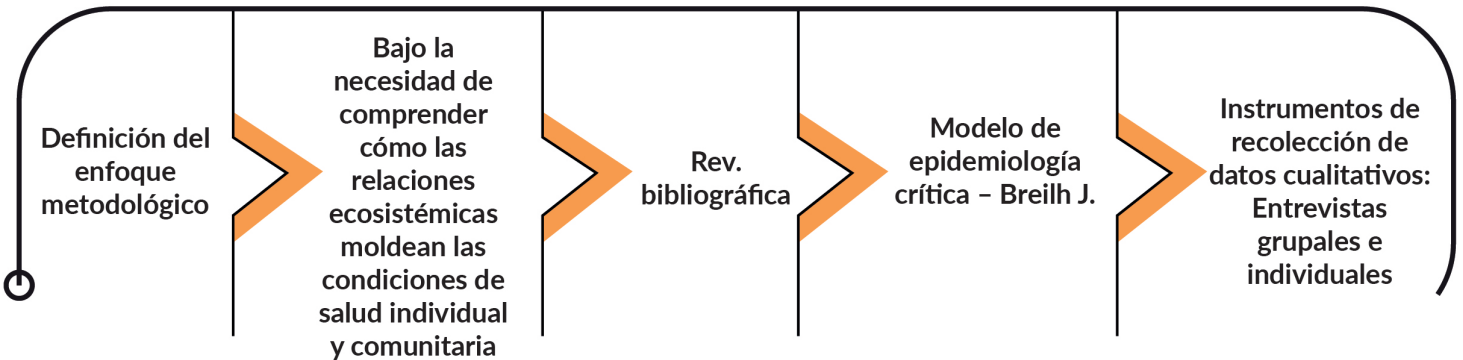 Definición del
enfoque
metodológico
Bajo la
necesidad de
comprender
cómo las
relaciones
ecosistémicas
moldean las
condiciones de
salud individual
y comunitaria
Rev.
bibliográfica
Modelo de
epidemiología
crítica – Breilh J.
Instrumentos de
recolección de
datos cualitativos:
Entrevistas
grupales e
individuales